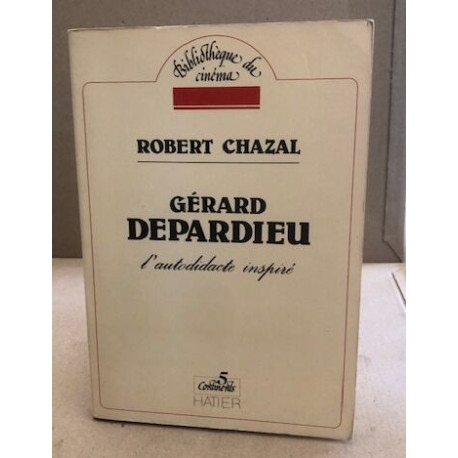 Bibliothèque du
cinéma
ROBERT CHAZAL
GÉRARD
DEPARDIEU
l'autodidacte inspiré
5
Continents
HATIER